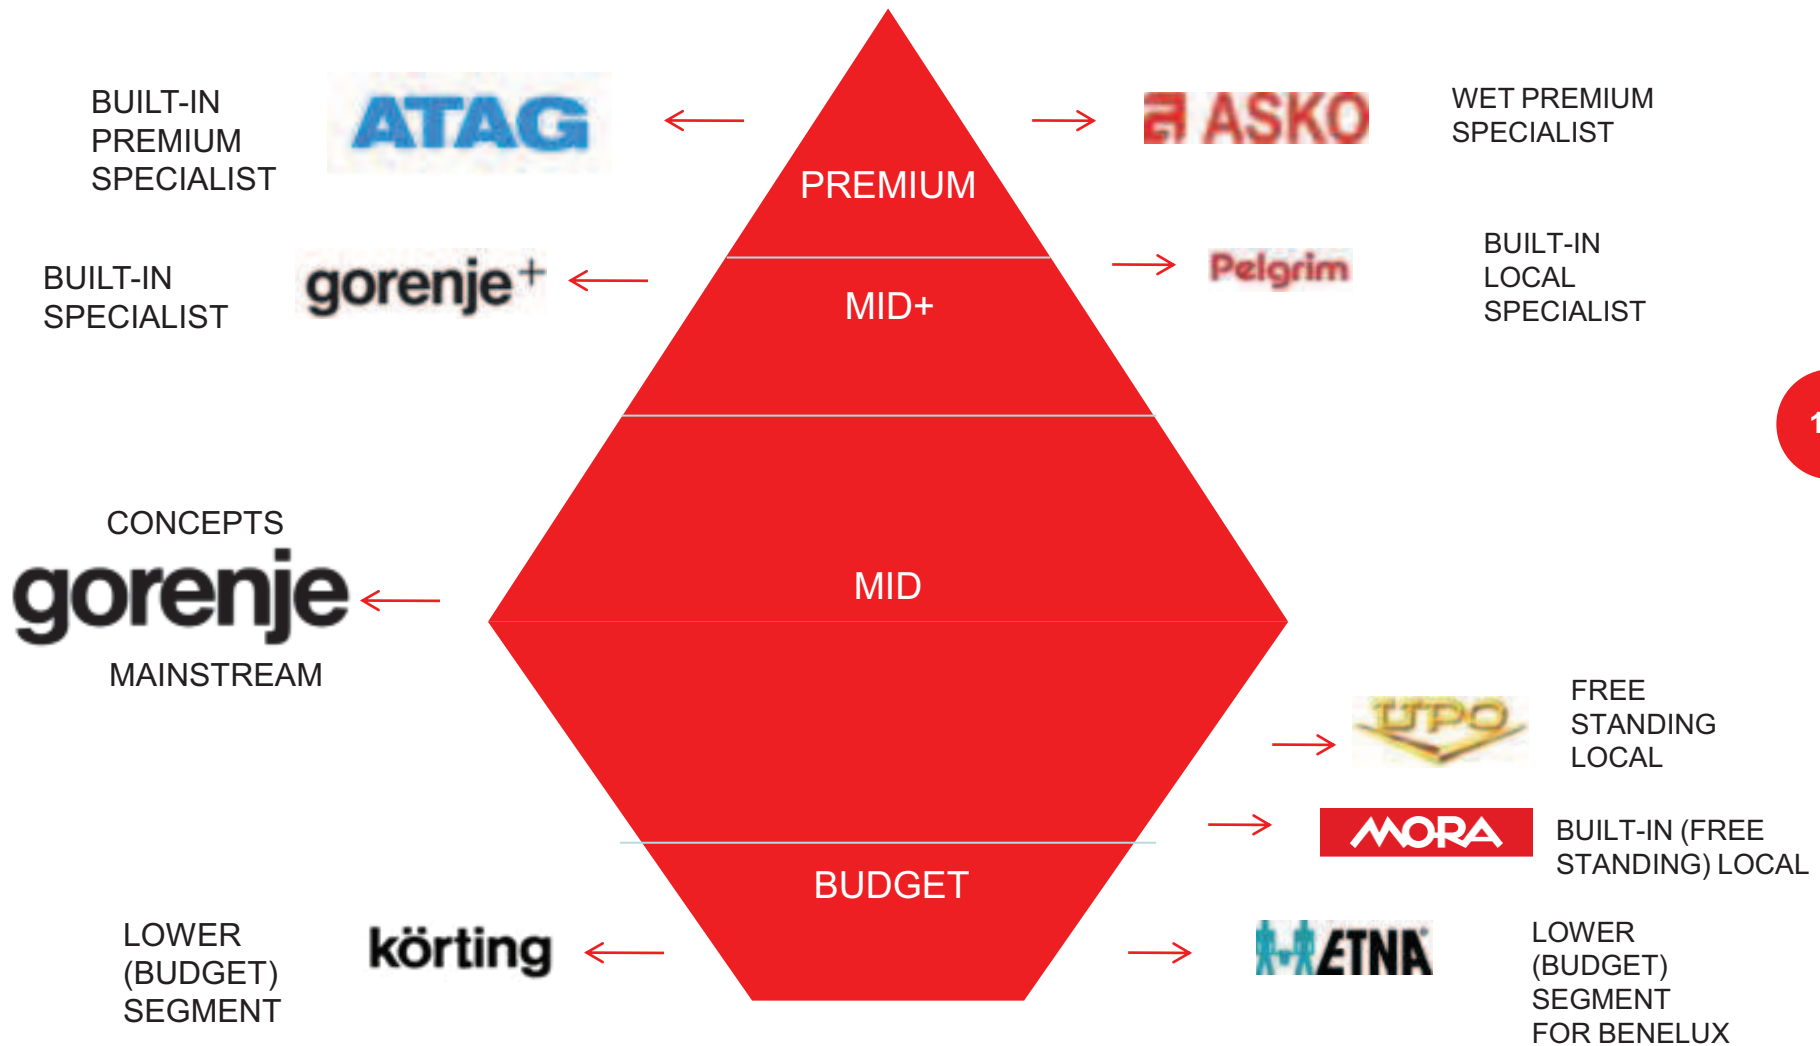 BUILT-IN
PREMIUM
SPECIALIST
ATAG
PREMIUM
ASKO
WET PREMIUM
SPECIALIST
BUILT-IN
SPECIALIST
gorenje+
MID+
Pelgrim
BUILT-IN
LOCAL
SPECIALIST
1
CONCEPTS
gorenje
MAINSTREAM
MID
UPO
FREE
STANDING
LOCAL
MORA
BUILT-IN (FREE
STANDING) LOCAL
BUDGET
LOWER
(BUDGET)
SEGMENT
körting
ETNA
LOWER
(BUDGET)
SEGMENT
FOR BENELUX